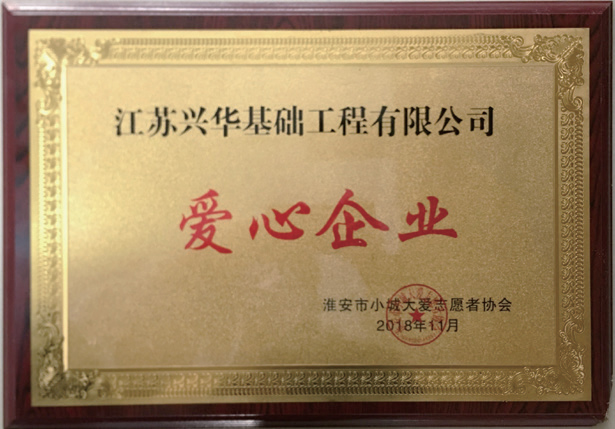 江苏兴华基础工程有限公司
爱心企业
淮安市小城大爱志愿者协会
2018年11月